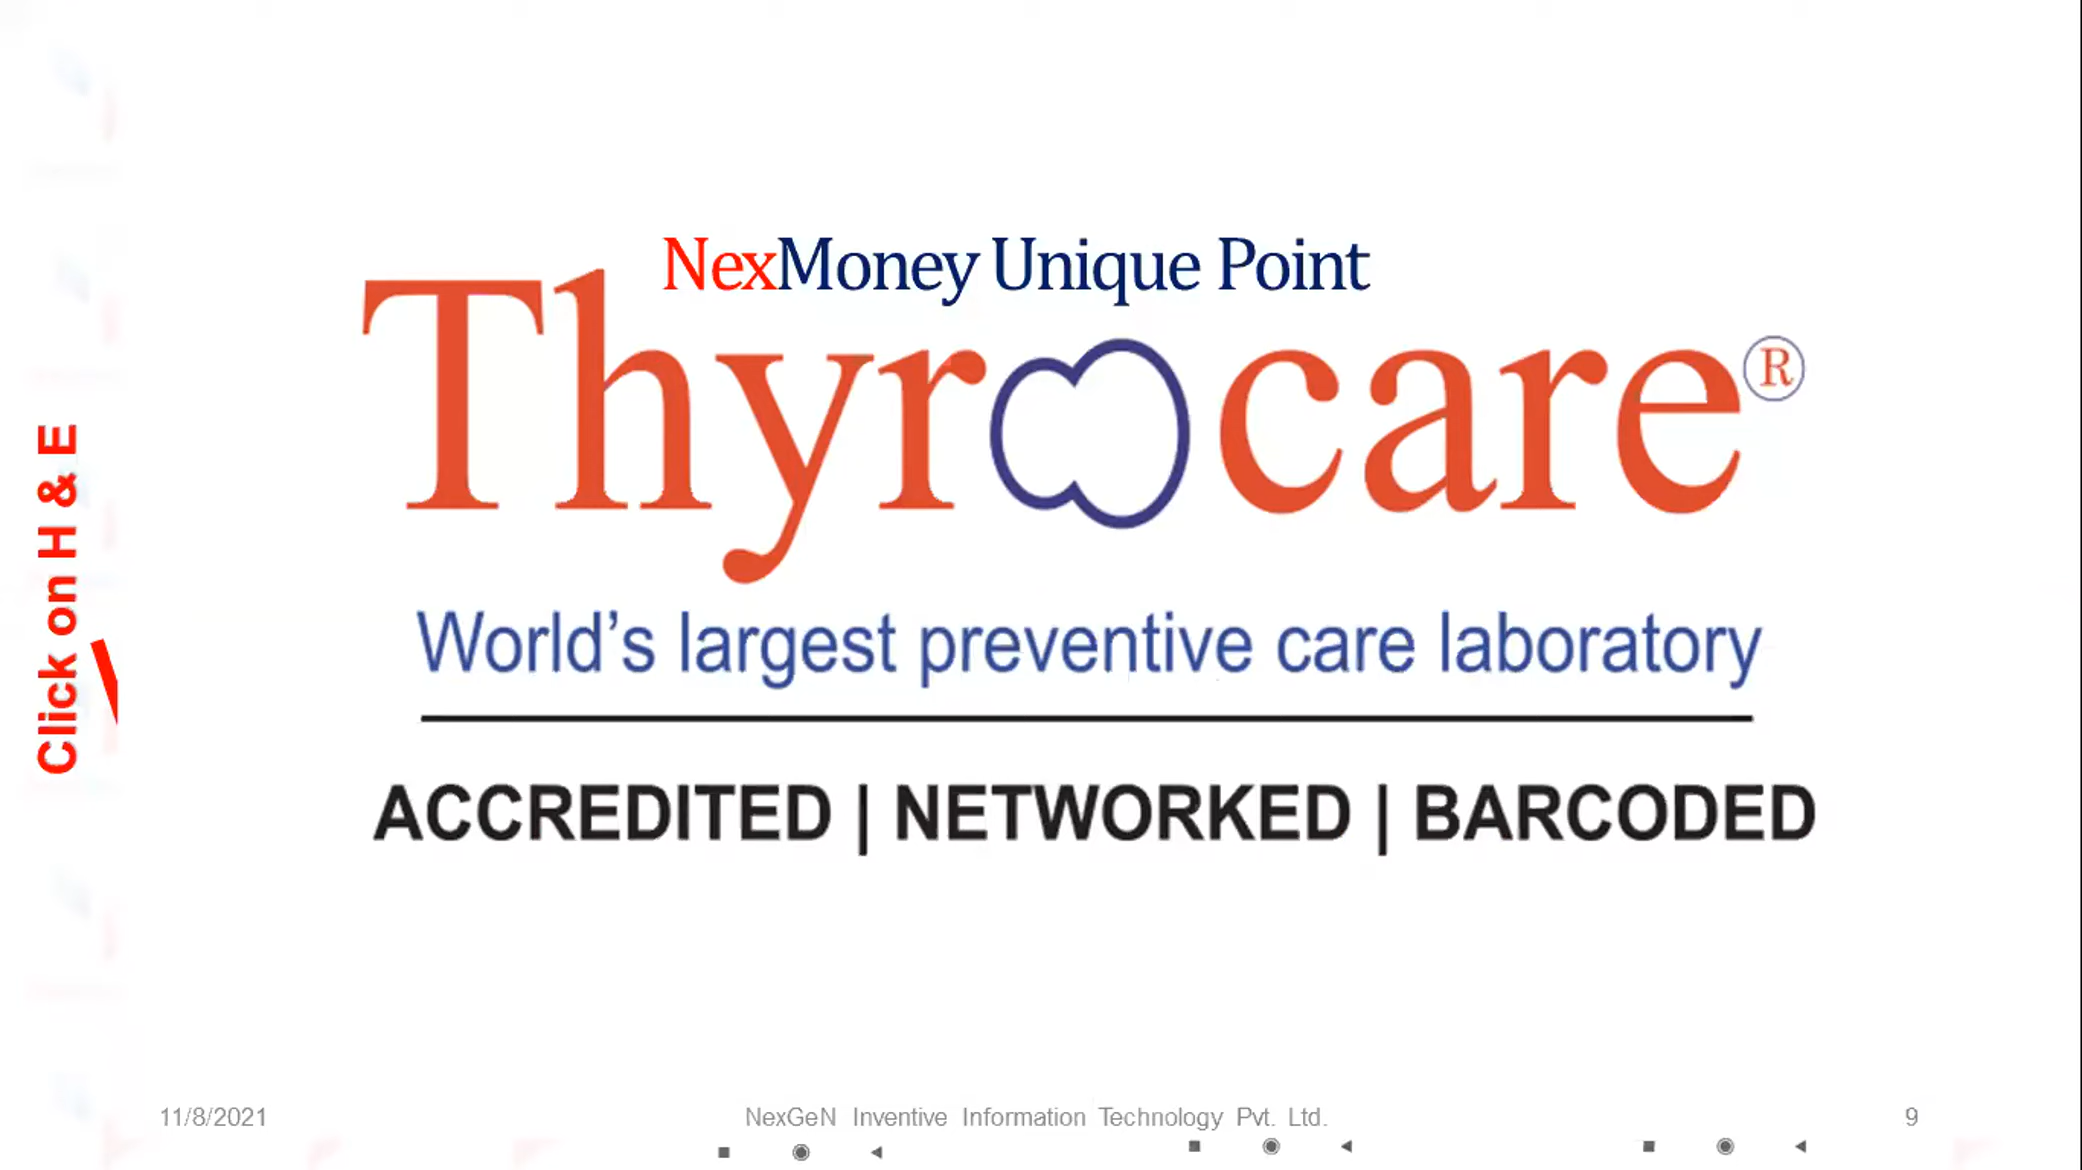 NexMoney Unique Point
Thyrocare®
World's largest preventive care laboratory
ACCREDITED | NETWORKED | BARCODED
Click on H & E
11/8/2021
NexGeN Inventive Information Technology Pvt. Ltd.
9